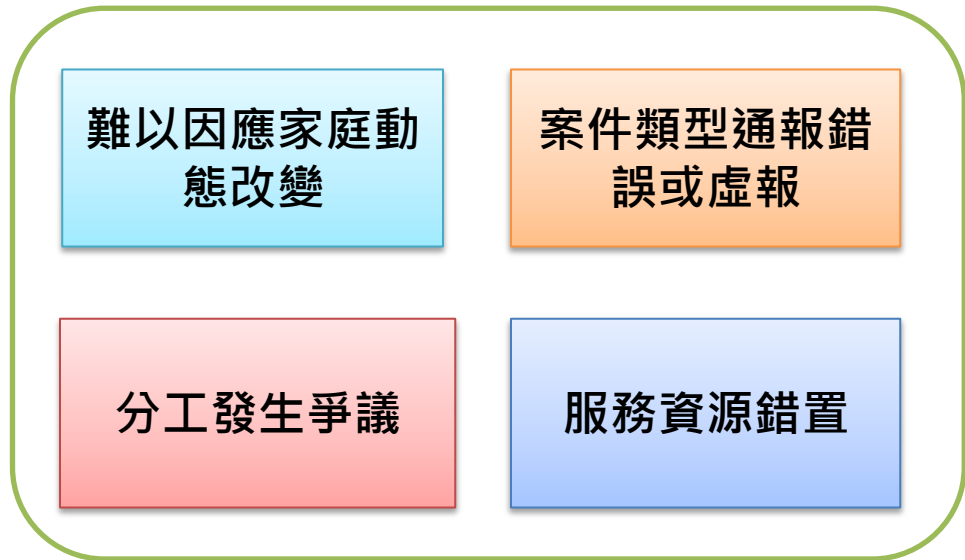 難以因應家庭動
態改變
案件類型通報錯
誤或虛報
分工發生爭議
服務資源錯置